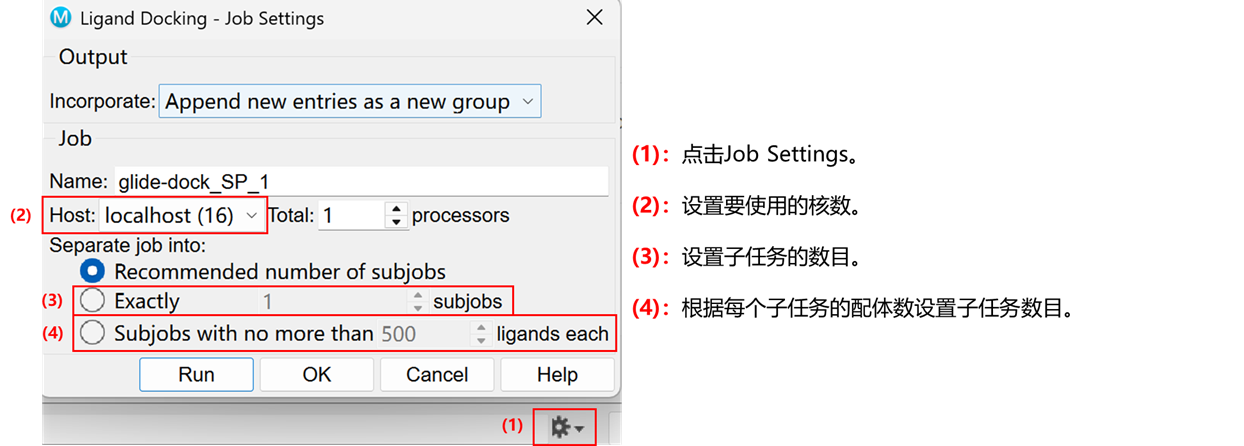 M Ligand Docking - Job Settings
Output
Incorporate: Append new entries as a new group
Job
Name: glide-dock_SP_1
(2) Host: localhost (16) Total: 1 processors
Separate job into:
Recommended number of subjobs
(3) Exactly 1 subjobs
(4) Subjobs with no more than 500 ligands each
Run OK Cancel Help
(1)
(1)：点击Job Settings。
(2)：设置要使用的核数。
(3)：设置子任务的数目。
(4)：根据每个子任务的配体数设置子任务数目。